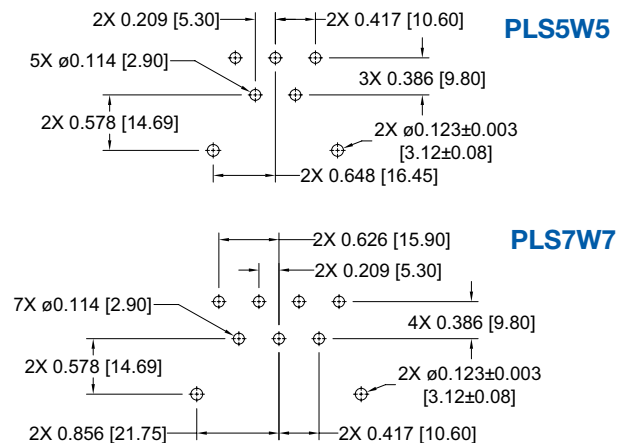 2X 0.209 [5.30]
2X 0.417 [10.60]
PLS5W5
5X ø0.114 [2.90]
3X 0.386 [9.80]
2X 0.578 [14.69]
2X ø0.123±0.003
[3.12±0.08]
2X 0.648 [16.45]
PLS7W7
2X 0.626 [15.90]
2X 0.209 [5.30]
7X ø0.114 [2.90]
4X 0.386 [9.80]
2X 0.578 [14.69]
2X ø0.123±0.003
[3.12±0.08]
2X 0.856 [21.75]
2X 0.417 [10.60]